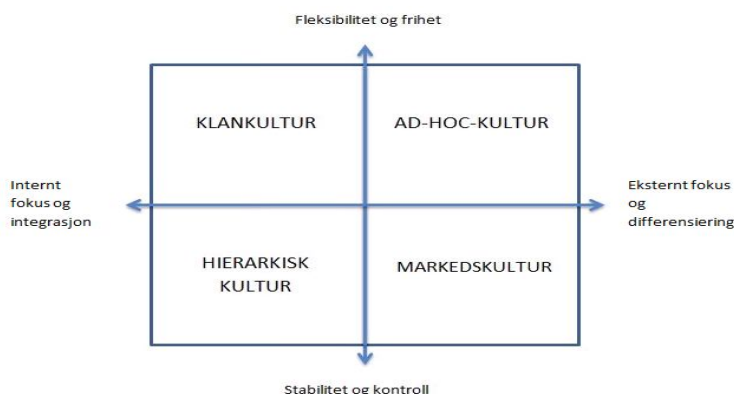 Fleksibilitet og frihet
KLANKULTUR
AD-HOC-KULTUR
Internt
fokus og
integrasjon
Eksternt fokus
og
differensiering
HIERARKISK
KULTUR
MARKEDSKULTUR
Stabilitet og kontroll